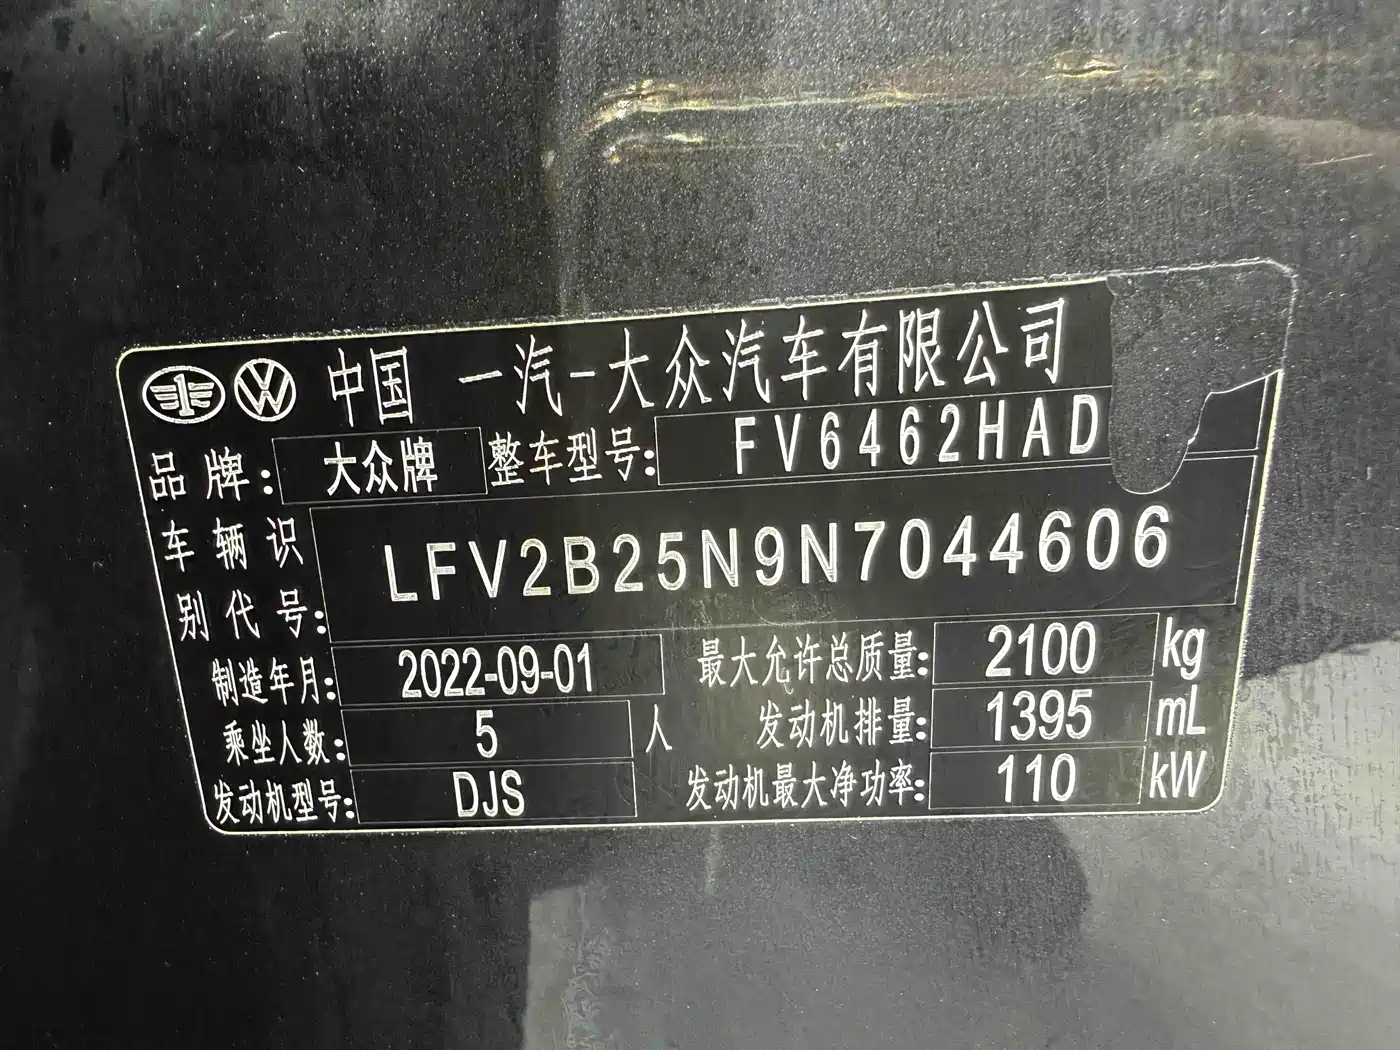 中国 一汽-大众汽车有限公司
品牌: 大众牌 整车型号: FV6462HAD
车辆识别代号: LFV2B25N9N7044606
制造年月: 2022-09-01 最大允许总质量: 2100 kg
乘坐人数: 5 人 发动机排量: 1395 mL
发动机型号: DJS 发动机最大净功率: 110 kW